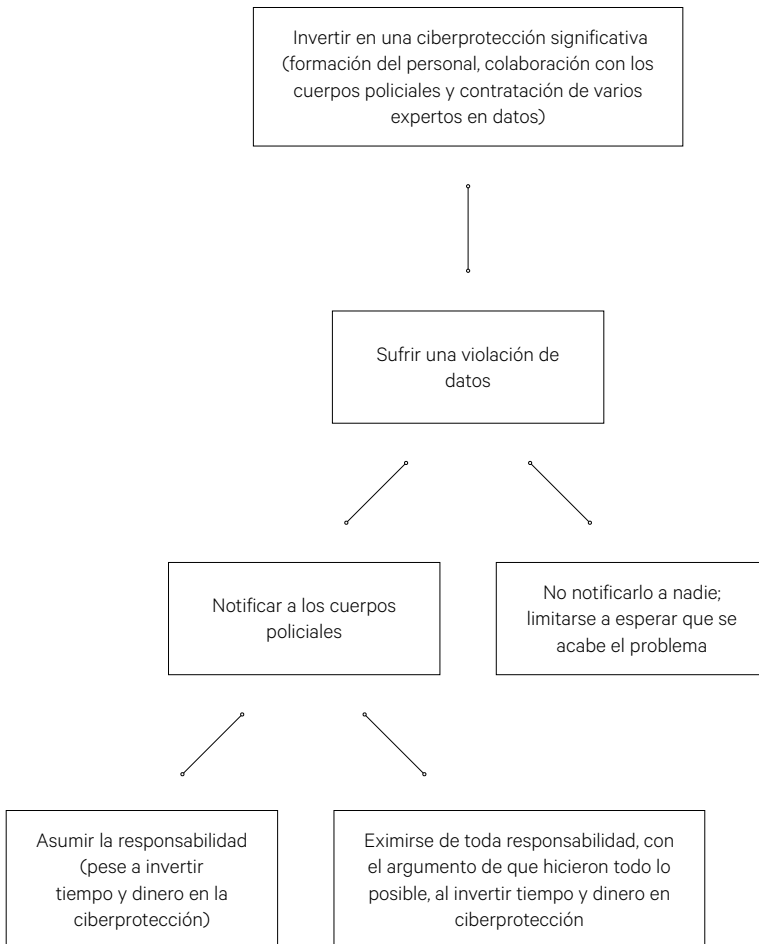 Invertir en una ciberprotección significativa
(formación del personal, colaboración con los
cuerpos policiales y contratación de varios
expertos en datos)
Sufrir una violación de
datos
Notificar a los cuerpos
policiales
No notificarlo a nadie;
limitarse a esperar que se
acabe el problema
Asumir la responsabilidad
(pese a invertir
tiempo y dinero en la
ciberprotección)
Eximirse de toda responsabilidad, con
el argumento de que hicieron todo lo
posible, al invertir tiempo y dinero en
ciberprotección